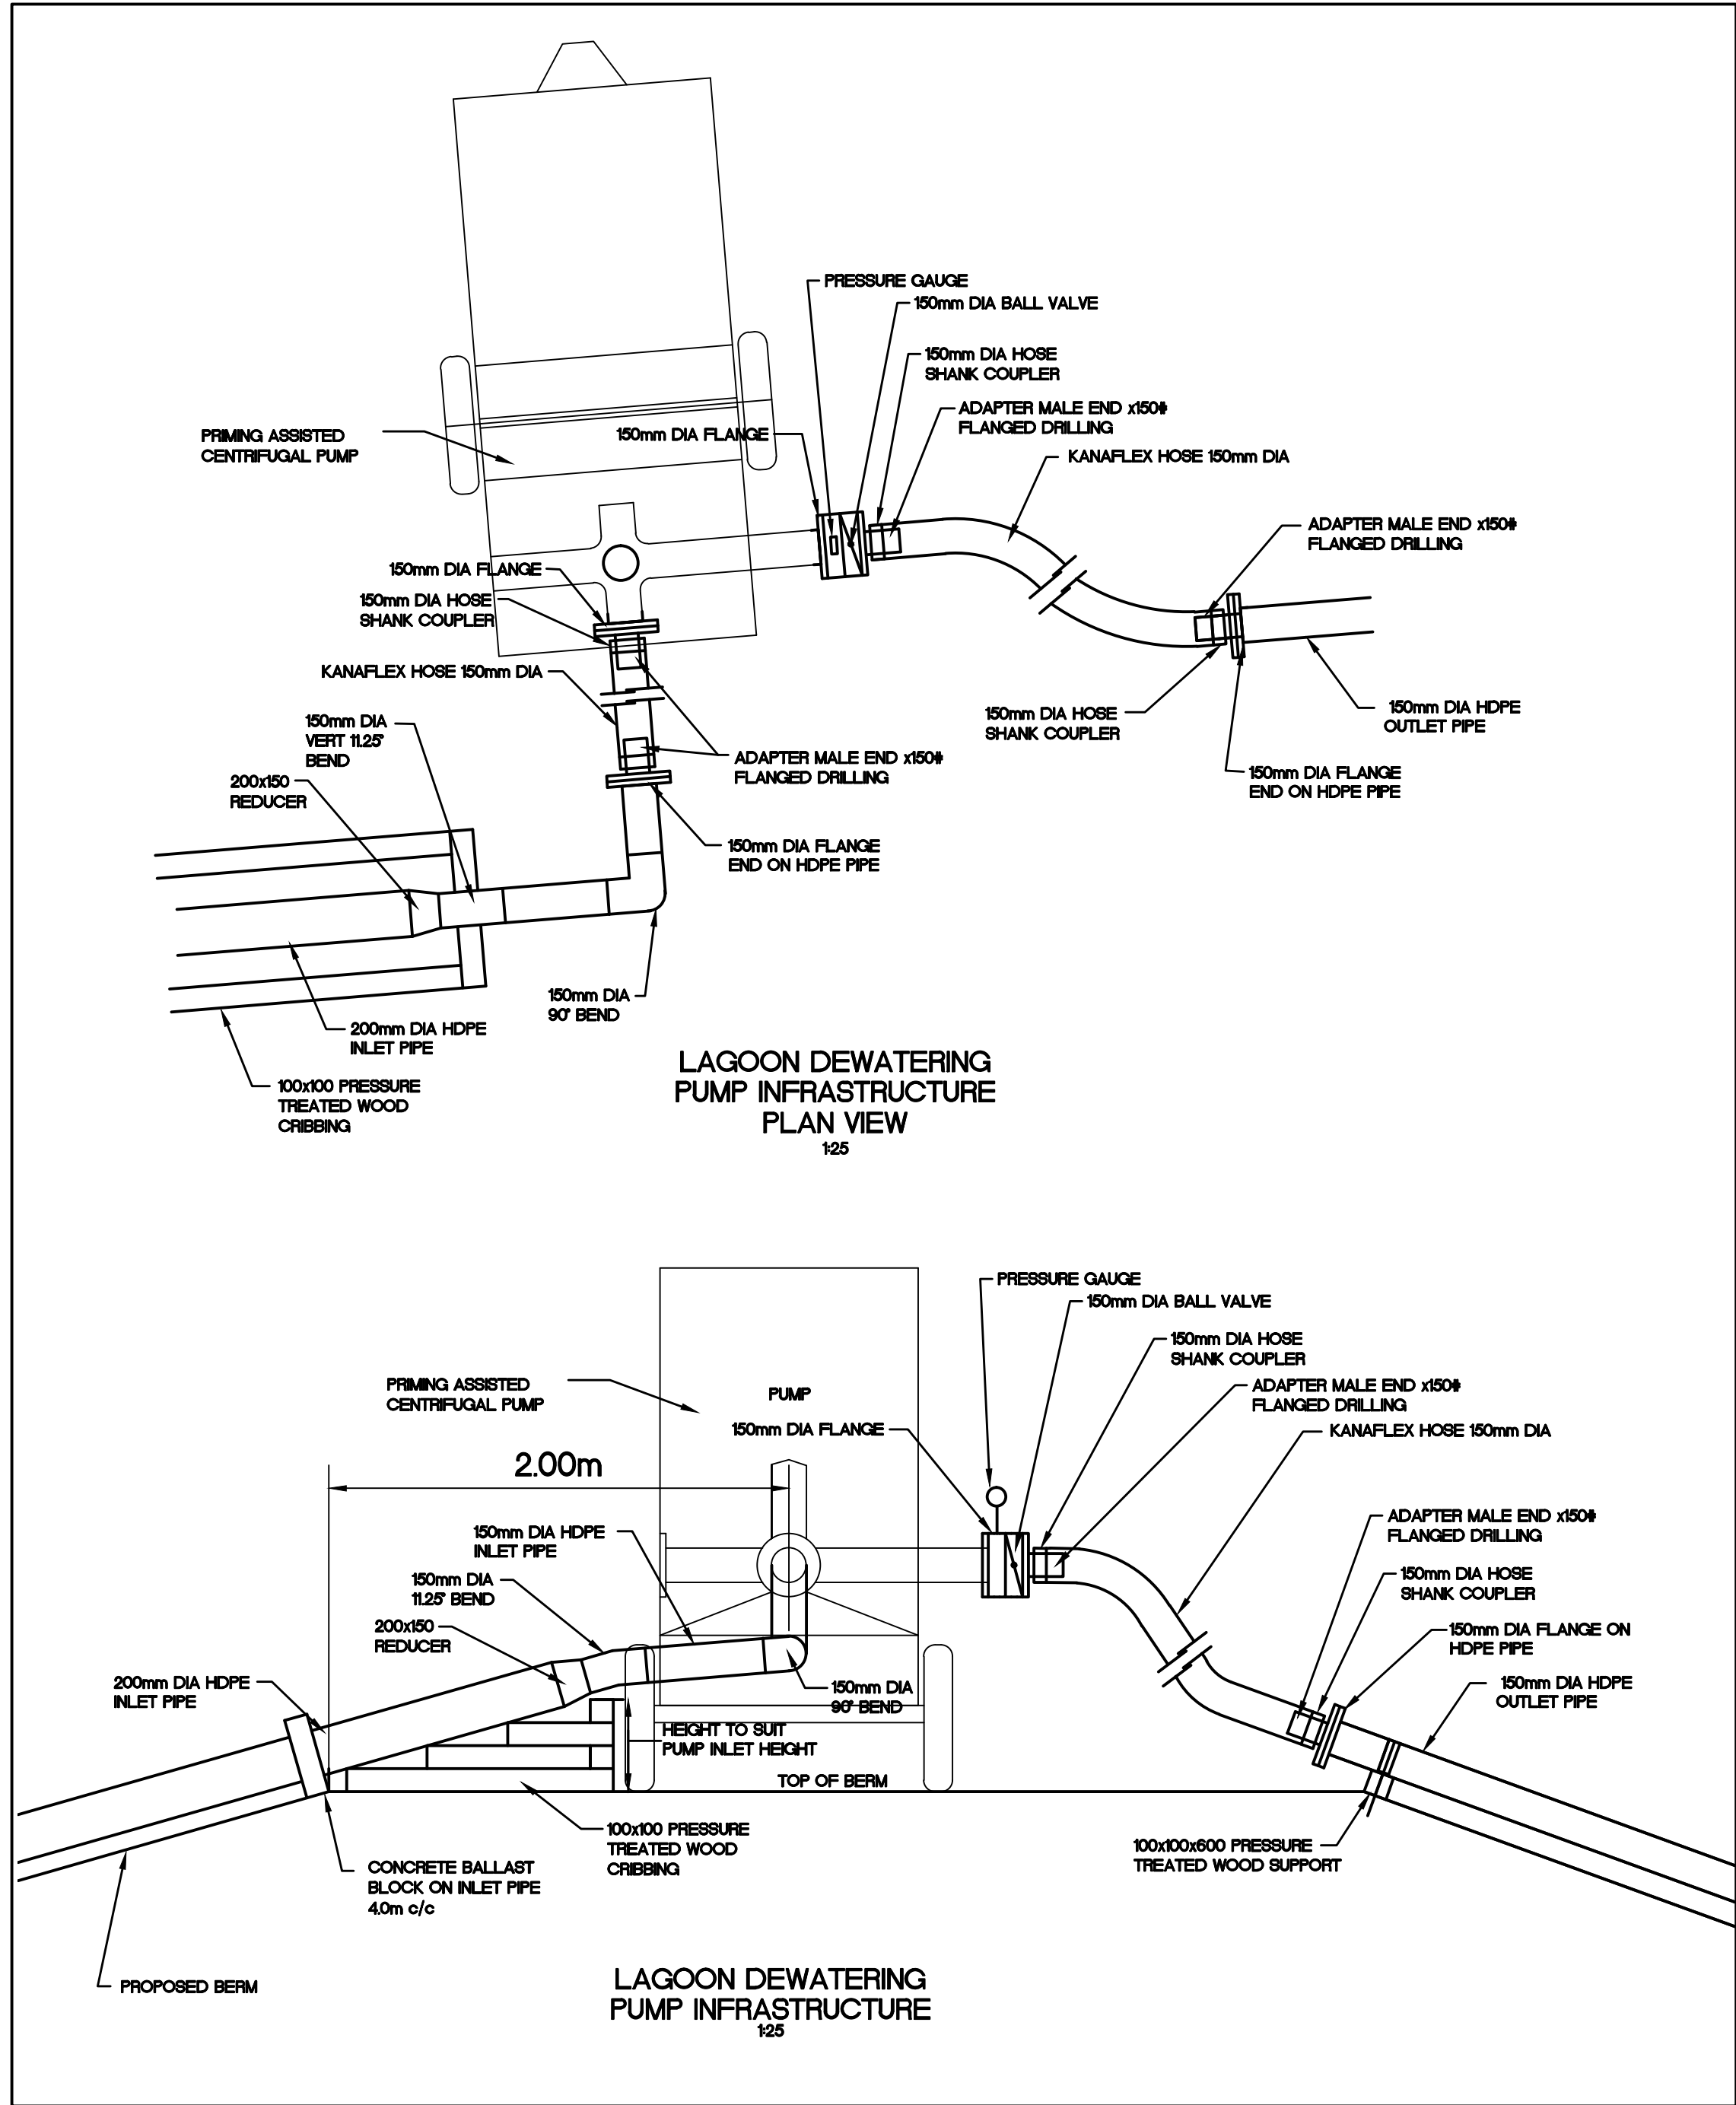 PRESSURE GAUGE
150mm DIA BALL VALVE
150mm DIA HOSE
SHANK COUPLER
ADAPTER MALE END x150#
FLANGED DRILLING
PRIMING ASSISTED
CENTRIFUGAL PUMP
150mm DIA FLANGE
KANAFLEX HOSE 150mm DIA
ADAPTER MALE END x150#
FLANGED DRILLING
150mm DIA FLANGE
150mm DIA HOSE
SHANK COUPLER
KANAFLEX HOSE 150mm DIA
150mm DIA HOSE
SHANK COUPLER
150mm DIA HDPE
OUTLET PIPE
150mm DIA
VERT 11.25°
BEND
200x150
REDUCER
ADAPTER MALE END x150#
FLANGED DRILLING
150mm DIA FLANGE
END ON HDPE PIPE
150mm DIA FLANGE
END ON HDPE PIPE
150mm DIA
90° BEND
200mm DIA HDPE
INLET PIPE
100x100 PRESSURE
TREATED WOOD
CRIBBING
LAGOON DEWATERING
PUMP INFRASTRUCTURE
PLAN VIEW
1:25
PRESSURE GAUGE
150mm DIA BALL VALVE
150mm DIA HOSE
SHANK COUPLER
PRIMING ASSISTED
CENTRIFUGAL PUMP
PUMP
ADAPTER MALE END x150#
FLANGED DRILLING
150mm DIA FLANGE
KANAFLEX HOSE 150mm DIA
2.00m
ADAPTER MALE END x150#
FLANGED DRILLING
150mm DIA HDPE
INLET PIPE
150mm DIA
11.25° BEND
150mm DIA HOSE
SHANK COUPLER
200x150
REDUCER
150mm DIA FLANGE ON
HDPE PIPE
200mm DIA HDPE
INLET PIPE
150mm DIA
90° BEND
150mm DIA HDPE
OUTLET PIPE
HEIGHT TO SUIT
PUMP INLET HEIGHT
TOP OF BERM
100x100 PRESSURE
TREATED WOOD
CRIBBING
100x100x600 PRESSURE
TREATED WOOD SUPPORT
CONCRETE BALLAST
BLOCK ON INLET PIPE
4.0m c/c
PROPOSED BERM
LAGOON DEWATERING
PUMP INFRASTRUCTURE
1:25